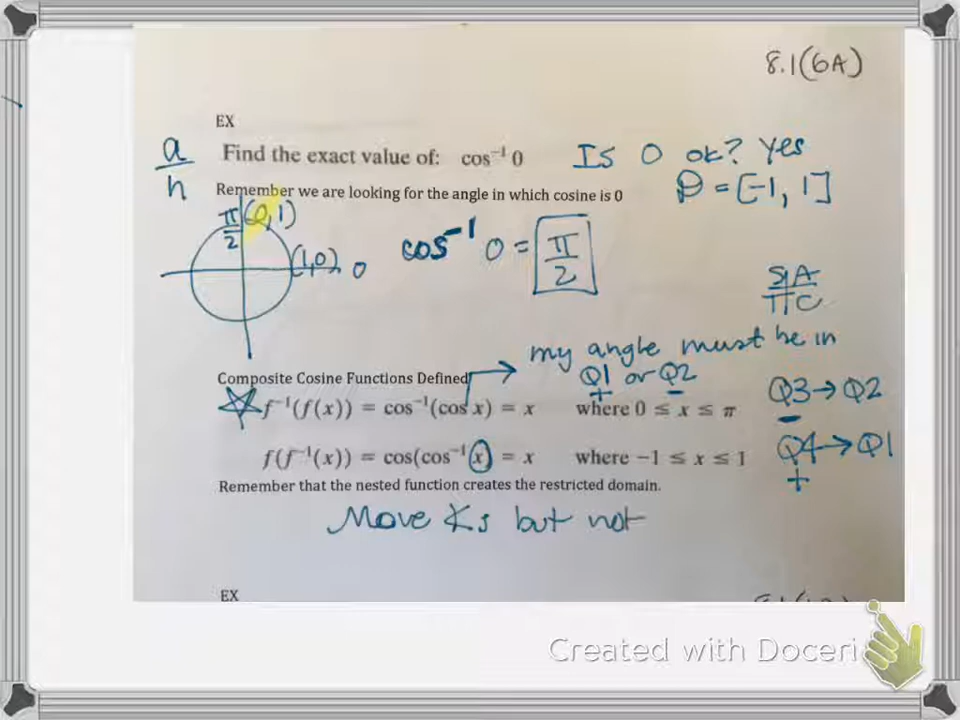 8.1(6A)
EX
a/h
Find the exact value of: cos⁻¹ 0
Is 0 ok? Yes
Remember we are looking for the angle in which cosine is 0
D = [-1, 1]
π/2 (0,1)
(1,0) 0
cos⁻¹ 0 = π/2
S A
T C
my angle must be in
Q1 or Q2
+ -
Composite Cosine Functions Defined
f⁻¹(f(x)) = cos⁻¹(cos x) = x where 0 ≤ x ≤ π
Q3→Q2
-
f(f⁻¹(x)) = cos(cos⁻¹ x) = x where −1 ≤ x ≤ 1
Q4→Q1
+
Remember that the nested function creates the restricted domain.
Move ∡s but not
EX
Created with Doceri